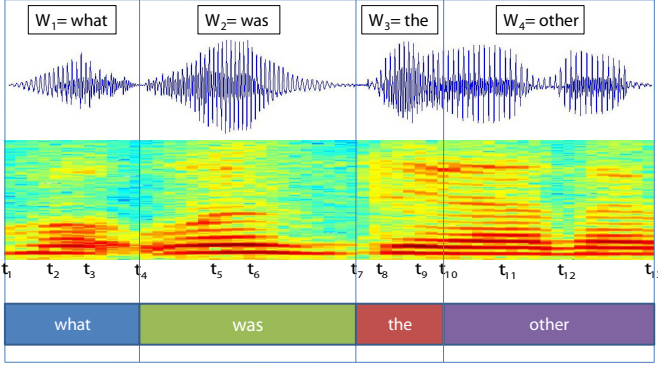 W₁= what W₂= was W₃= the W₄= other
t₁ t₂ t₃ t₄ t₅ t₆ t₇ t₈ t₉ t₁₀ t₁₁ t₁₂
what was the other